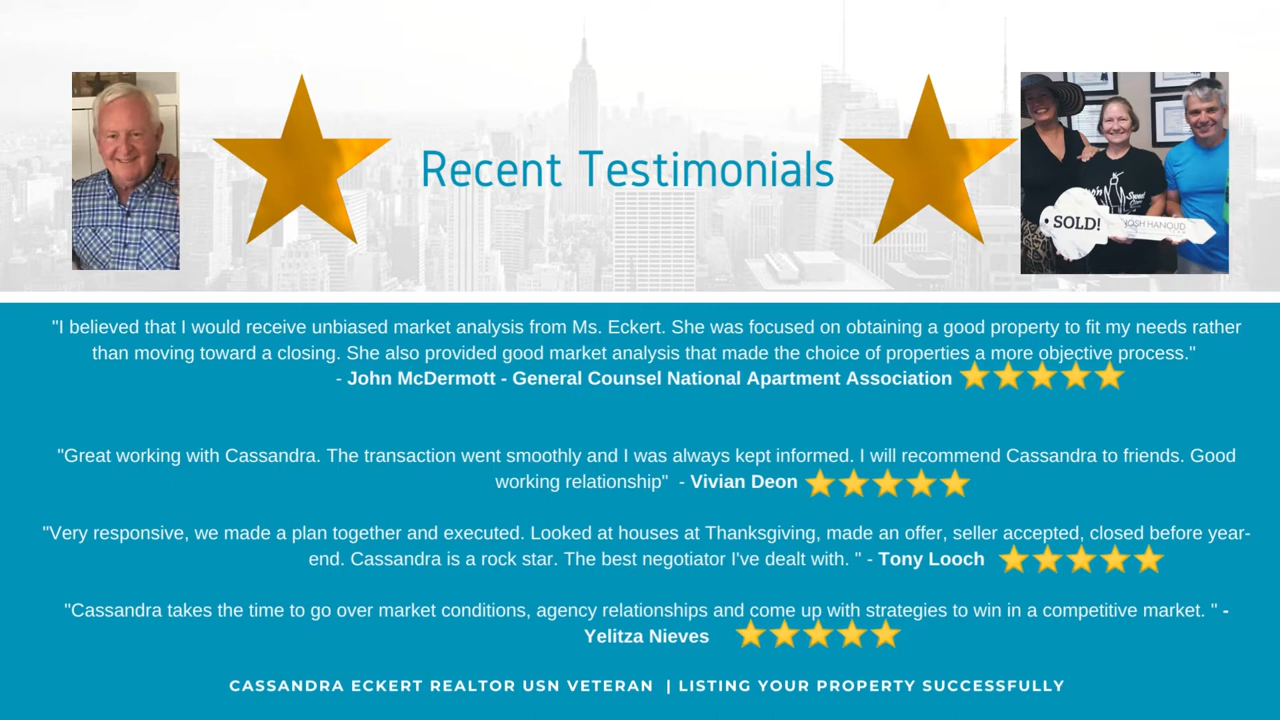 Recent Testimonials
SOLD!
JOSH HANOUD
"I believed that I would receive unbiased market analysis from Ms. Eckert. She was focused on obtaining a good property to fit my needs rather
than moving toward a closing. She also provided good market analysis that made the choice of properties a more objective process."
- John McDermott - General Counsel National Apartment Association
"Great working with Cassandra. The transaction went smoothly and I was always kept informed. I will recommend Cassandra to friends. Good
working relationship" - Vivian Deon
"Very responsive, we made a plan together and executed. Looked at houses at Thanksgiving, made an offer, seller accepted, closed before year-
end. Cassandra is a rock star. The best negotiator I've dealt with. " - Tony Looch
"Cassandra takes the time to go over market conditions, agency relationships and come up with strategies to win in a competitive market. " -
Yelitza Nieves
CASSANDRA ECKERT REALTOR USN VETERAN | LISTING YOUR PROPERTY SUCCESSFULLY